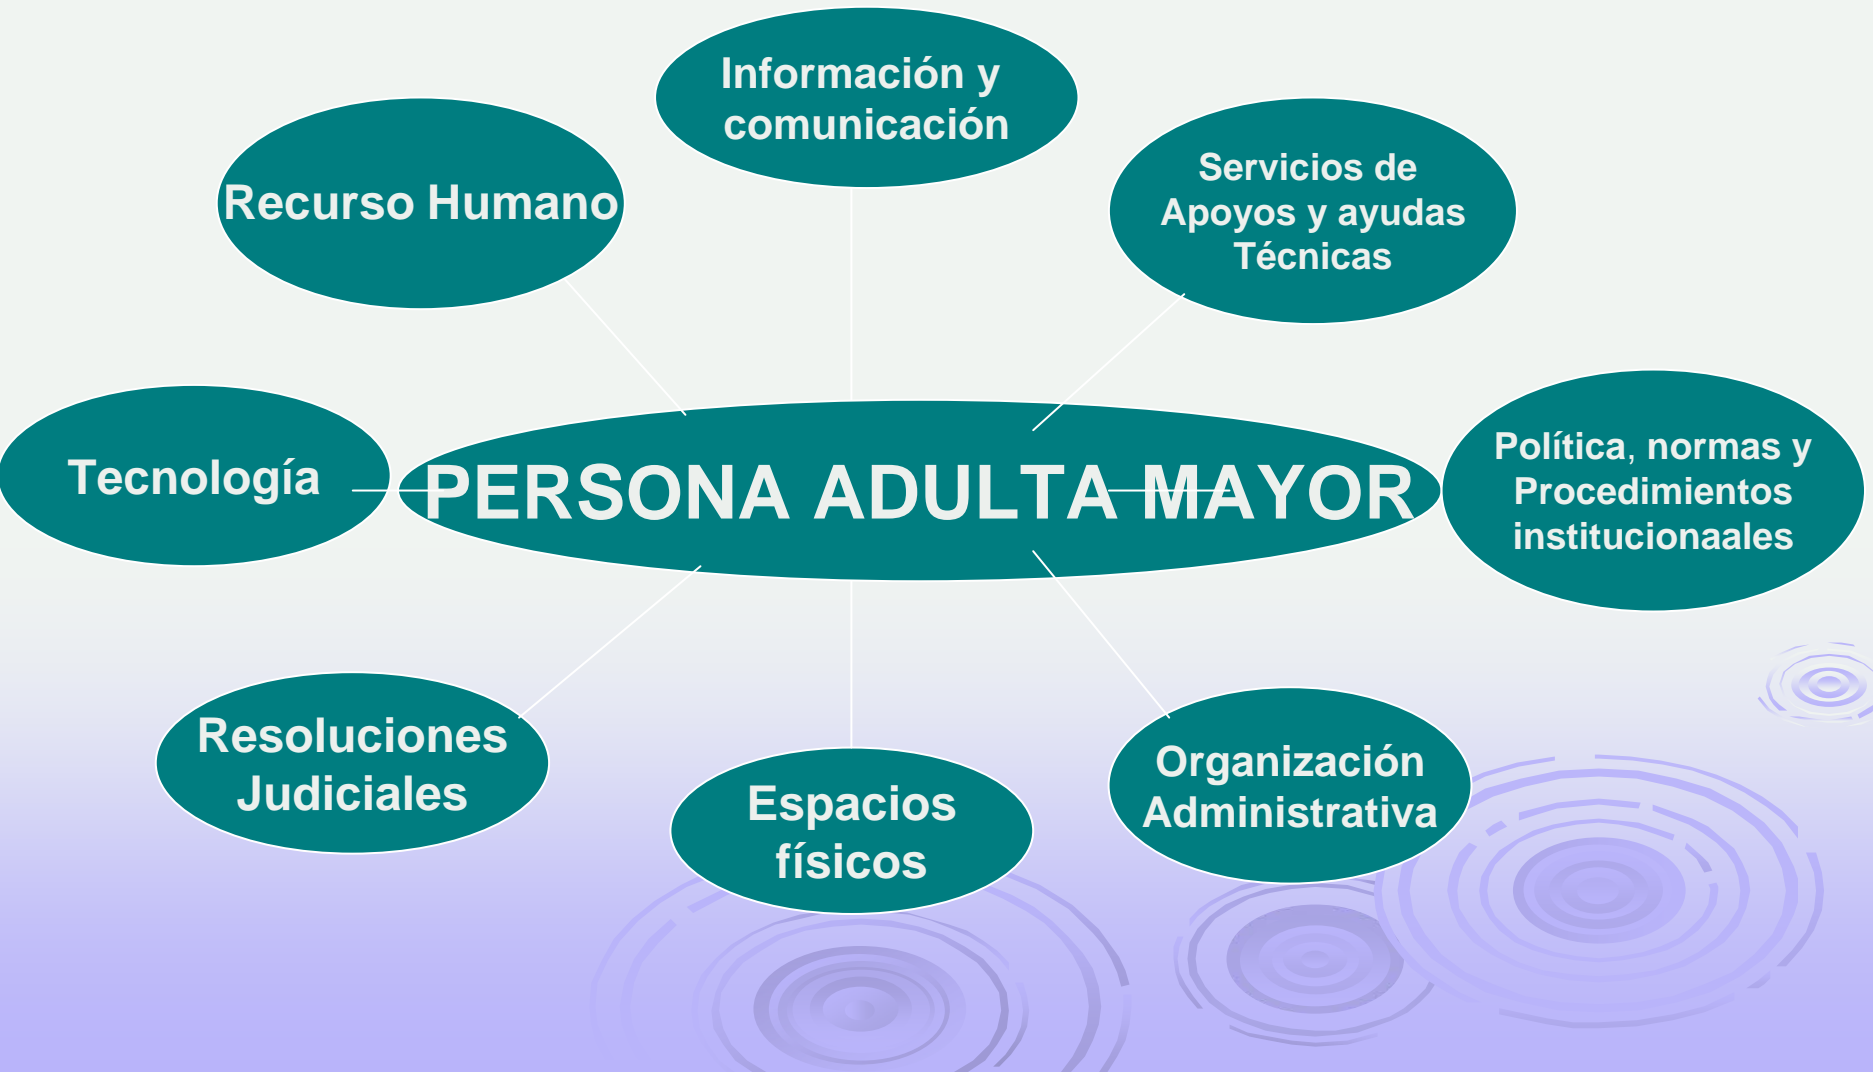 Información y
comunicación
Recurso Humano
Servicios de
Apoyos y ayudas
Técnicas
Tecnología
PERSONA ADULTA MAYOR
Política, normas y
Procedimientos
institucionaales
Resoluciones
Judiciales
Espacios
físicos
Organización
Administrativa